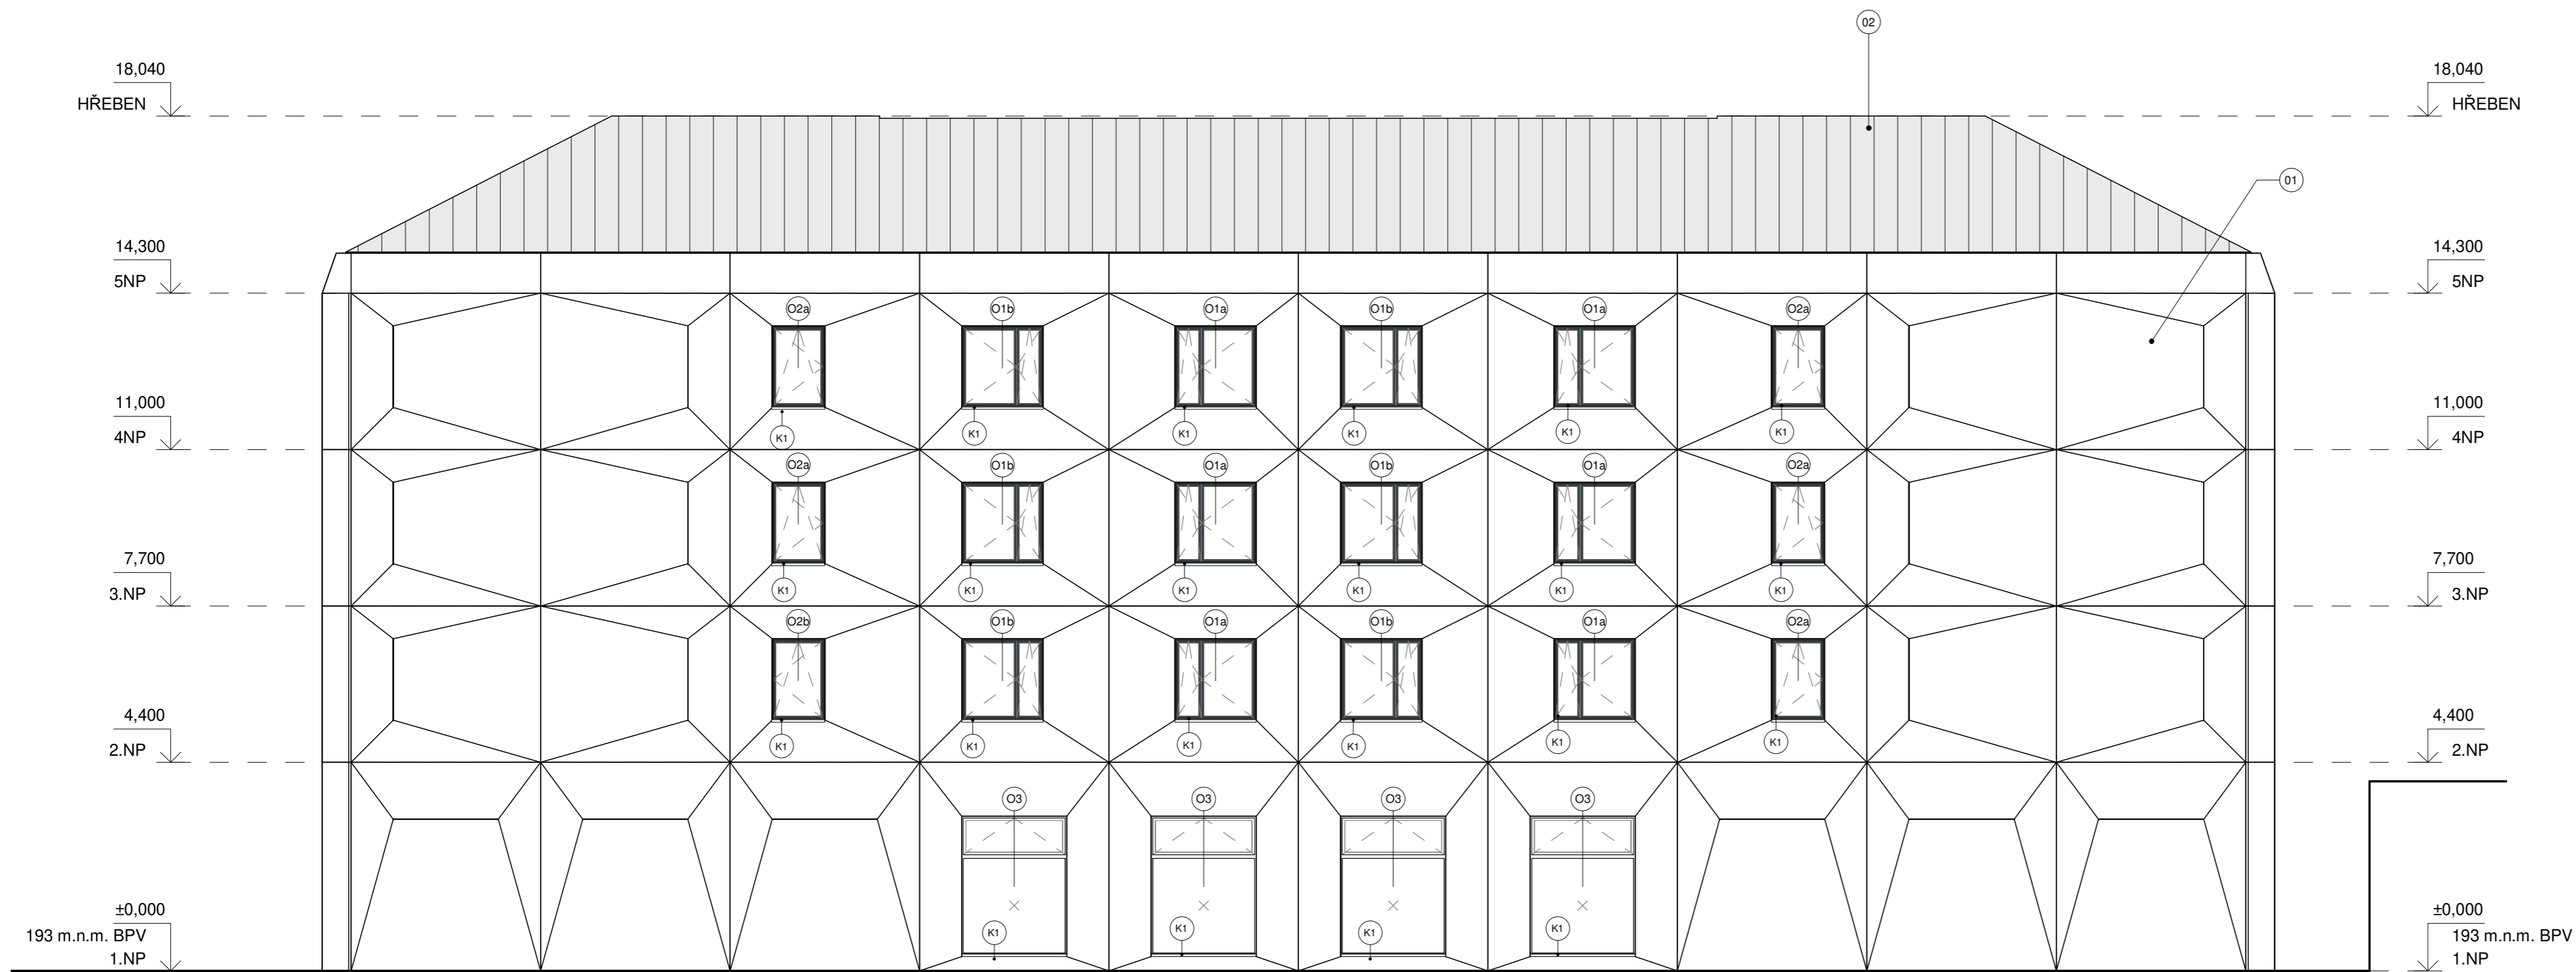 02
18,040
18,040
HŘEBEN
HŘEBEN
01
14,300
14,300
5NP
5NP
O2a
O1b
O1a
O1b
O1a
O2a
11,000
11,000
4NP
K1
K1
K1
K1
K1
K1
4NP
O2a
O1b
O1a
O1b
O1a
O2a
7,700
7,700
3.NP
K1
K1
K1
K1
K1
K1
3.NP
O2b
O1b
O1a
O1b
O1a
O2a
4,400
4,400
2.NP
K1
K1
K1
K1
K1
K1
2.NP
O3
O3
O3
O3
±0,000
±0,000
193 m.n.m. BPV
K1
K1
K1
K1
193 m.n.m. BPV
1.NP
1.NP